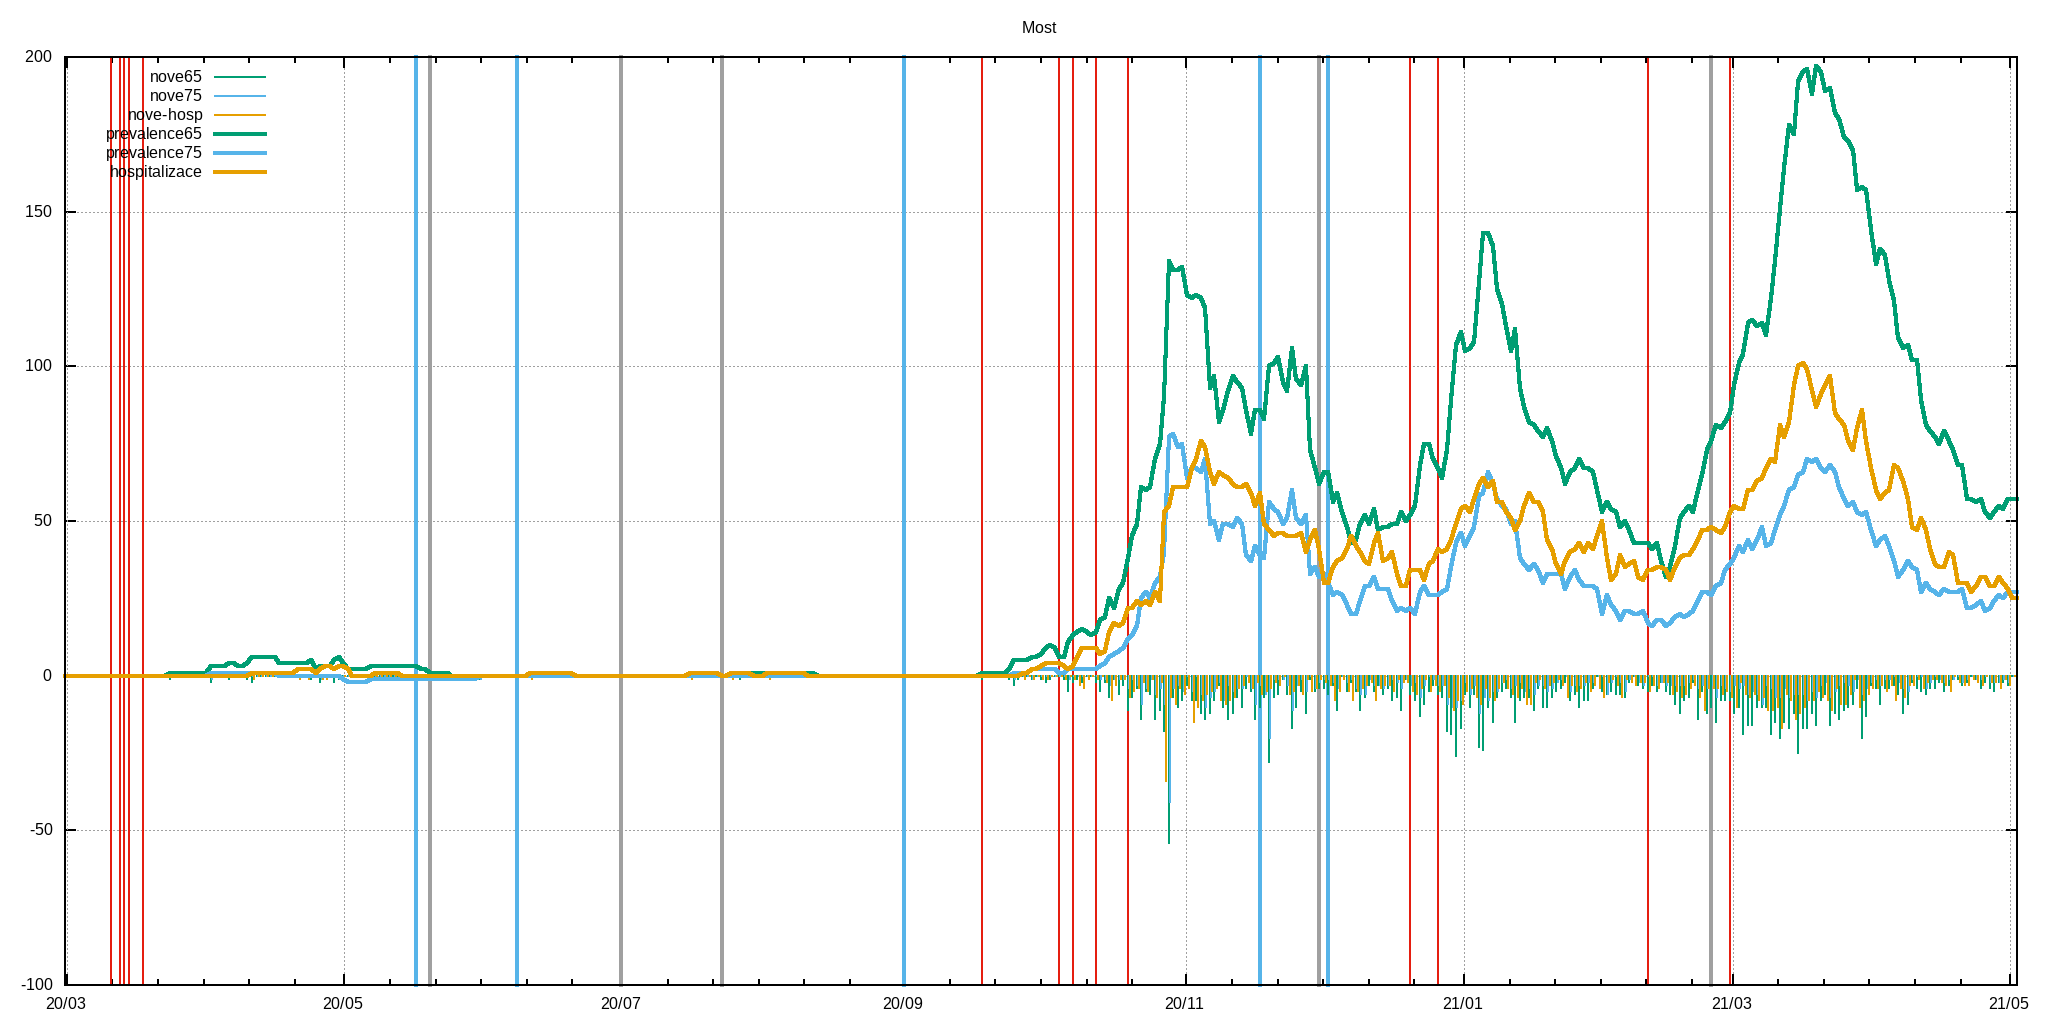 Most
200
nove65
nove75
nove-hosp
prevalence65
prevalence75
hospitalizace
150
100
50
0
-50
-100
20/03 20/05 20/07 20/09 20/11 21/01 21/03 21/05